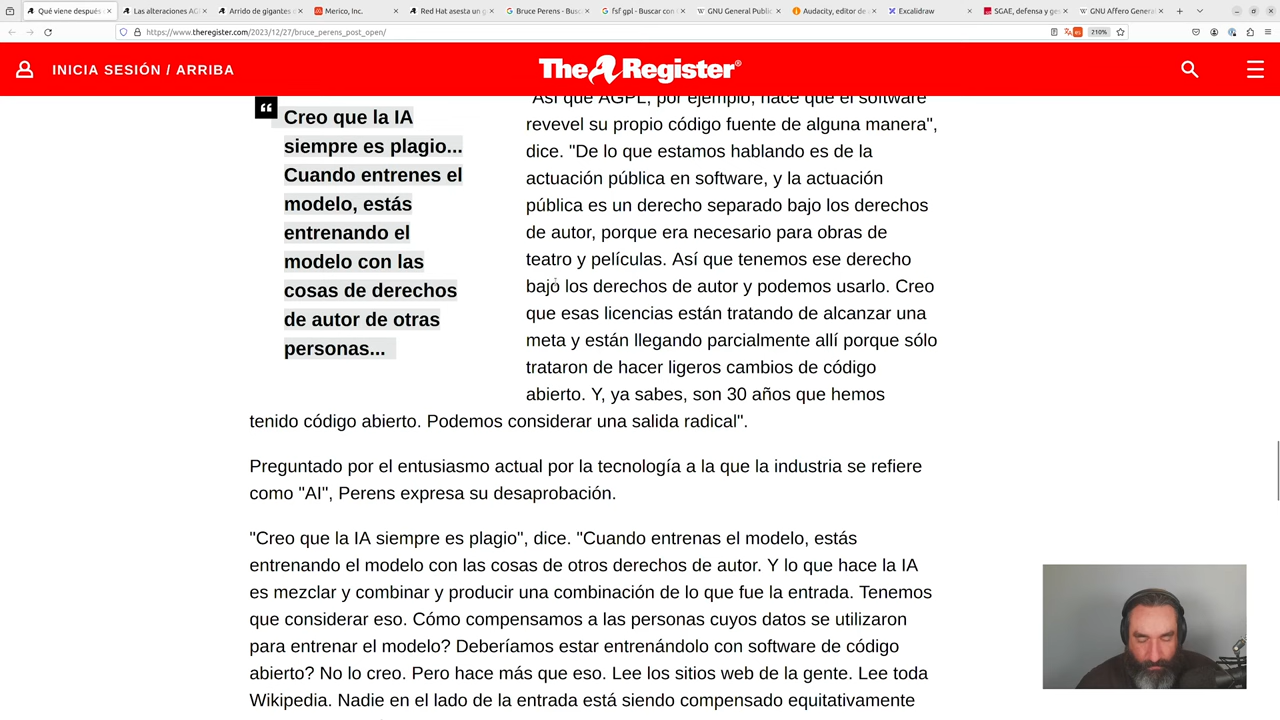 Qué viene después
Las alteraciones AG
Arrido de gigantes
Merico, Inc.
Red Hat asesta un g
Bruce Perens - Busc
fsf gpl - Buscar con
GNU General Publi
Audacity, editor de
Excalidraw
SGAE, defensa y ges
GNU Affero General
https://www.theregister.com/2023/12/27/bruce_perens_post_open/
210%
INICIA SESIÓN / ARRIBA
The Register
“
Creo que la IA
siempre es plagio...
Cuando entrenes el
modelo, estás
entrenando el
modelo con las
cosas de derechos
de autor de otras
personas...
"Así que AGPL, por ejemplo, hace que el software
revevel su propio código fuente de alguna manera",
dice. "De lo que estamos hablando es de la
actuación pública en software, y la actuación
pública es un derecho separado bajo los derechos
de autor, porque era necesario para obras de
teatro y películas. Así que tenemos ese derecho
bajo los derechos de autor y podemos usarlo. Creo
que esas licencias están tratando de alcanzar una
meta y están llegando parcialmente allí porque sólo
trataron de hacer ligeros cambios de código
abierto. Y, ya sabes, son 30 años que hemos
tenido código abierto. Podemos considerar una salida radical".
Preguntado por el entusiasmo actual por la tecnología a la que la industria se refiere
como "AI", Perens expresa su desaprobación.
"Creo que la IA siempre es plagio", dice. "Cuando entrenas el modelo, estás
entrenando el modelo con las cosas de otros derechos de autor. Y lo que hace la IA
es mezclar y combinar y producir una combinación de lo que fue la entrada. Tenemos
que considerar eso. Cómo compensamos a las personas cuyos datos se utilizaron
para entrenar el modelo? Deberíamos estar entrenándolo con software de código
abierto? No lo creo. Pero hace más que eso. Lee los sitios web de la gente. Lee toda
Wikipedia. Nadie en el lado de la entrada está siendo compensado equitativamente